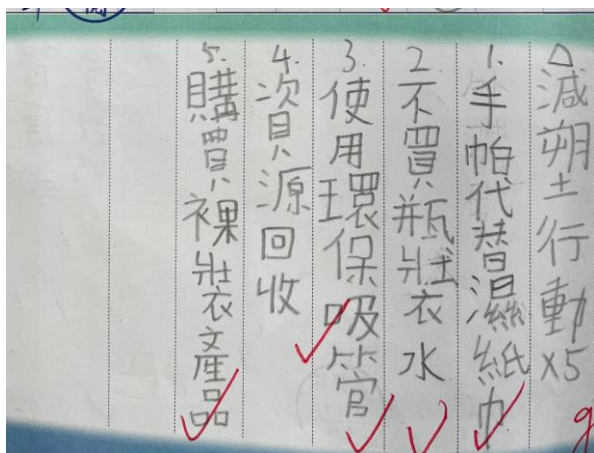 △減塑行動x5
1.手帕代替濕紙巾
2.不買瓶裝衣水
3.使用環保吸管
4.資源回收
5.購買裸裝產品